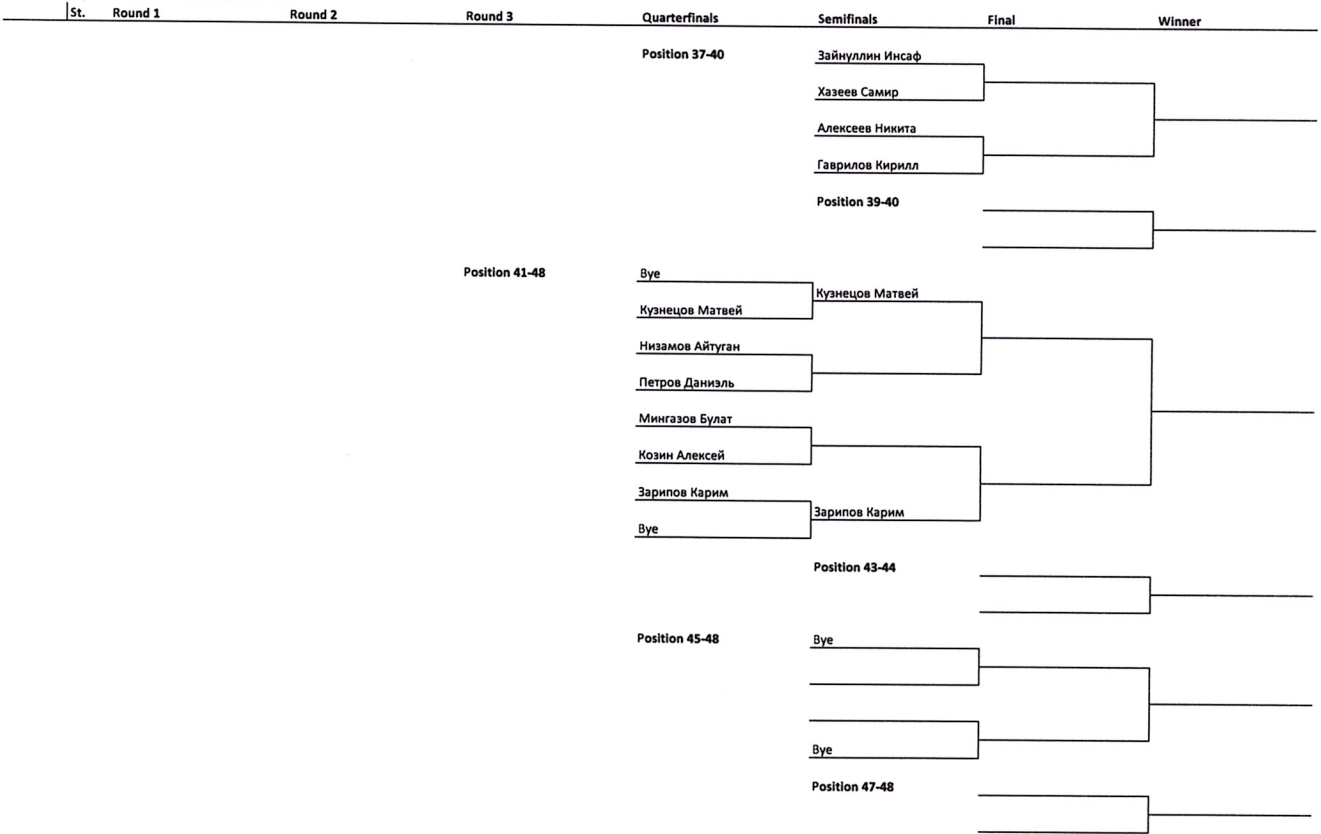 St. Round 1 Round 2 Round 3 Quarterfinals Semifinals Final Winner
Position 37-40 Зайнуллин Инсаф
Хазеев Самир
Алексеев Никита
Гаврилов Кирилл
Position 39-40
Position 41-48 Bye
Кузнецов Матвей
Кузнецов Матвей
Низамов Айтуган
Петров Даниэль
Мингазов Булат
Козин Алексей
Зарипов Карим
Зарипов Карим
Bye
Position 43-44
Position 45-48 Bye
Bye
Position 47-48